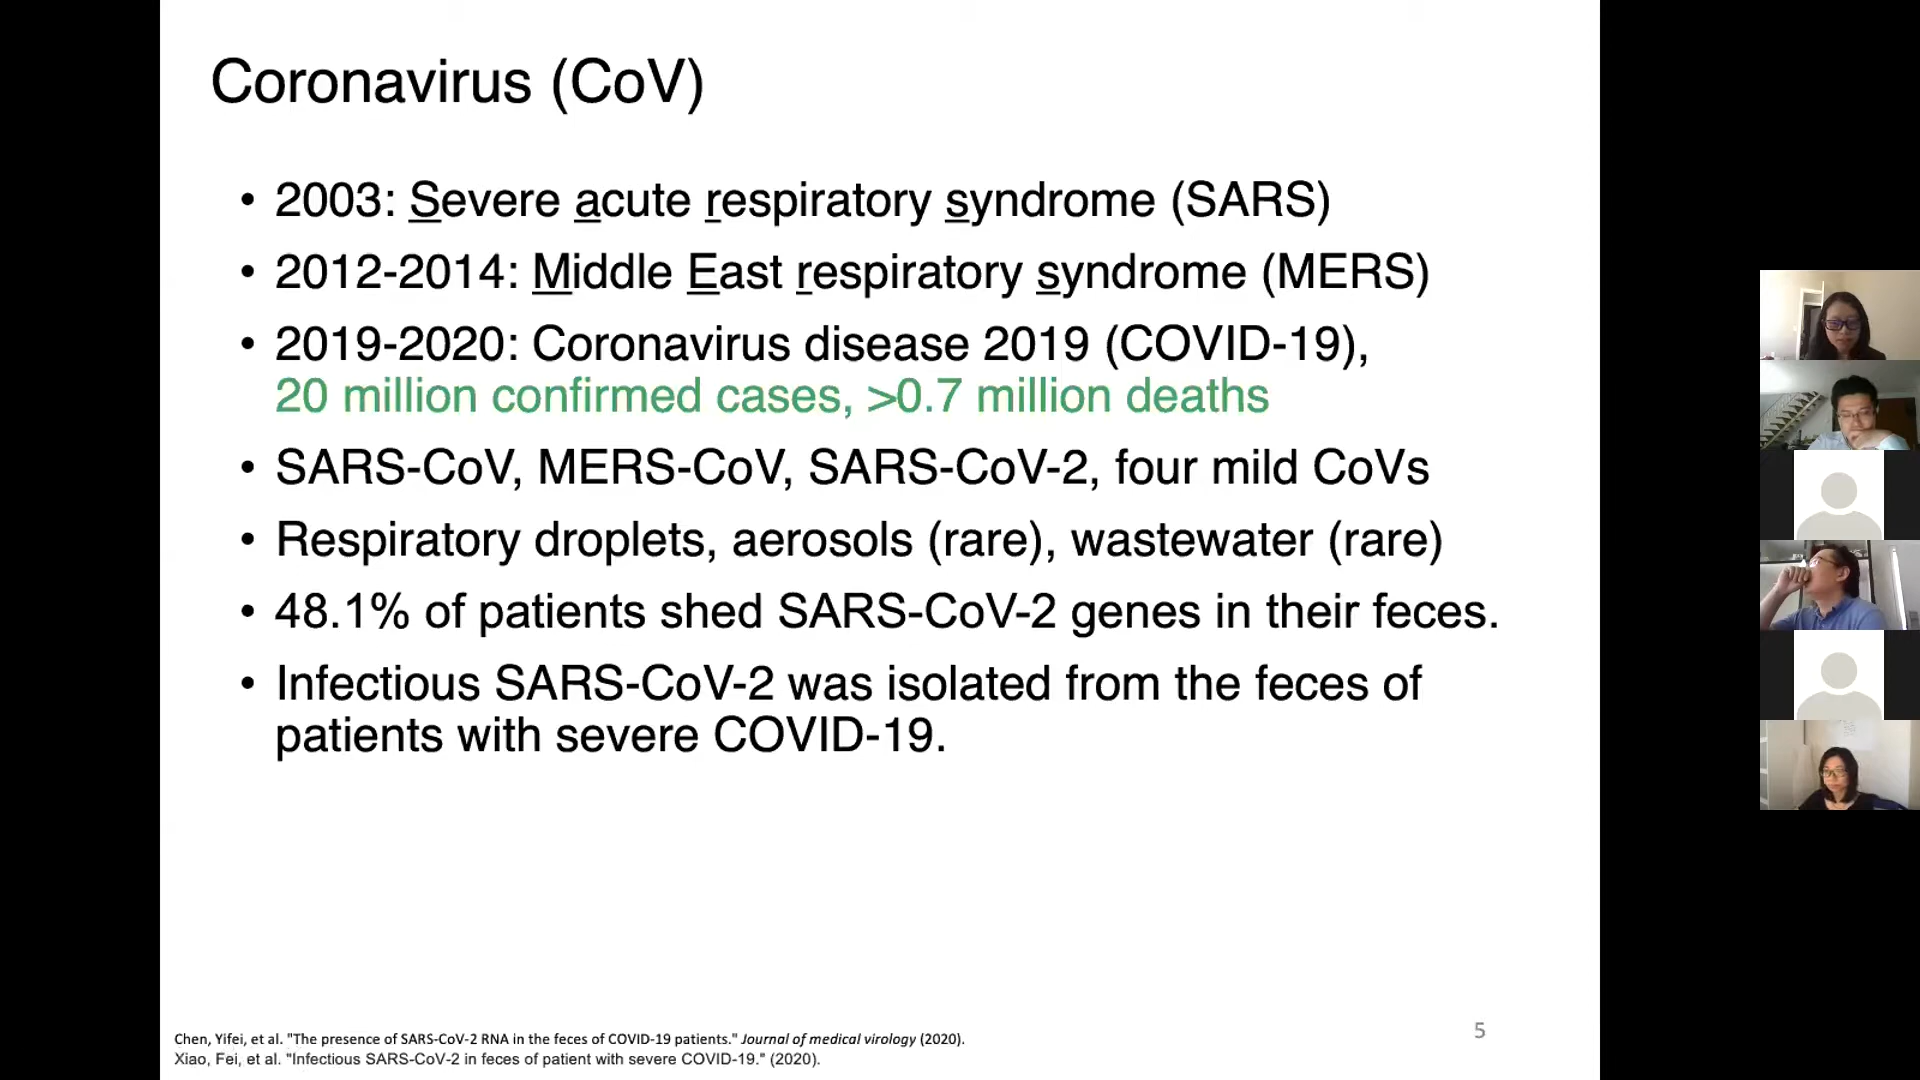 Coronavirus (CoV)
• 2003: Severe acute respiratory syndrome (SARS)
• 2012-2014: Middle East respiratory syndrome (MERS)
• 2019-2020: Coronavirus disease 2019 (COVID-19),
20 million confirmed cases, >0.7 million deaths
• SARS-CoV, MERS-CoV, SARS-CoV-2, four mild CoVs
• Respiratory droplets, aerosols (rare), wastewater (rare)
• 48.1% of patients shed SARS-CoV-2 genes in their feces.
• Infectious SARS-CoV-2 was isolated from the feces of
patients with severe COVID-19.
Chen, Yifei, et al. "The presence of SARS-CoV-2 RNA in the feces of COVID-19 patients." Journal of medical virology (2020).
Xiao, Fei, et al. "Infectious SARS-CoV-2 in feces of patient with severe COVID-19." (2020).
5